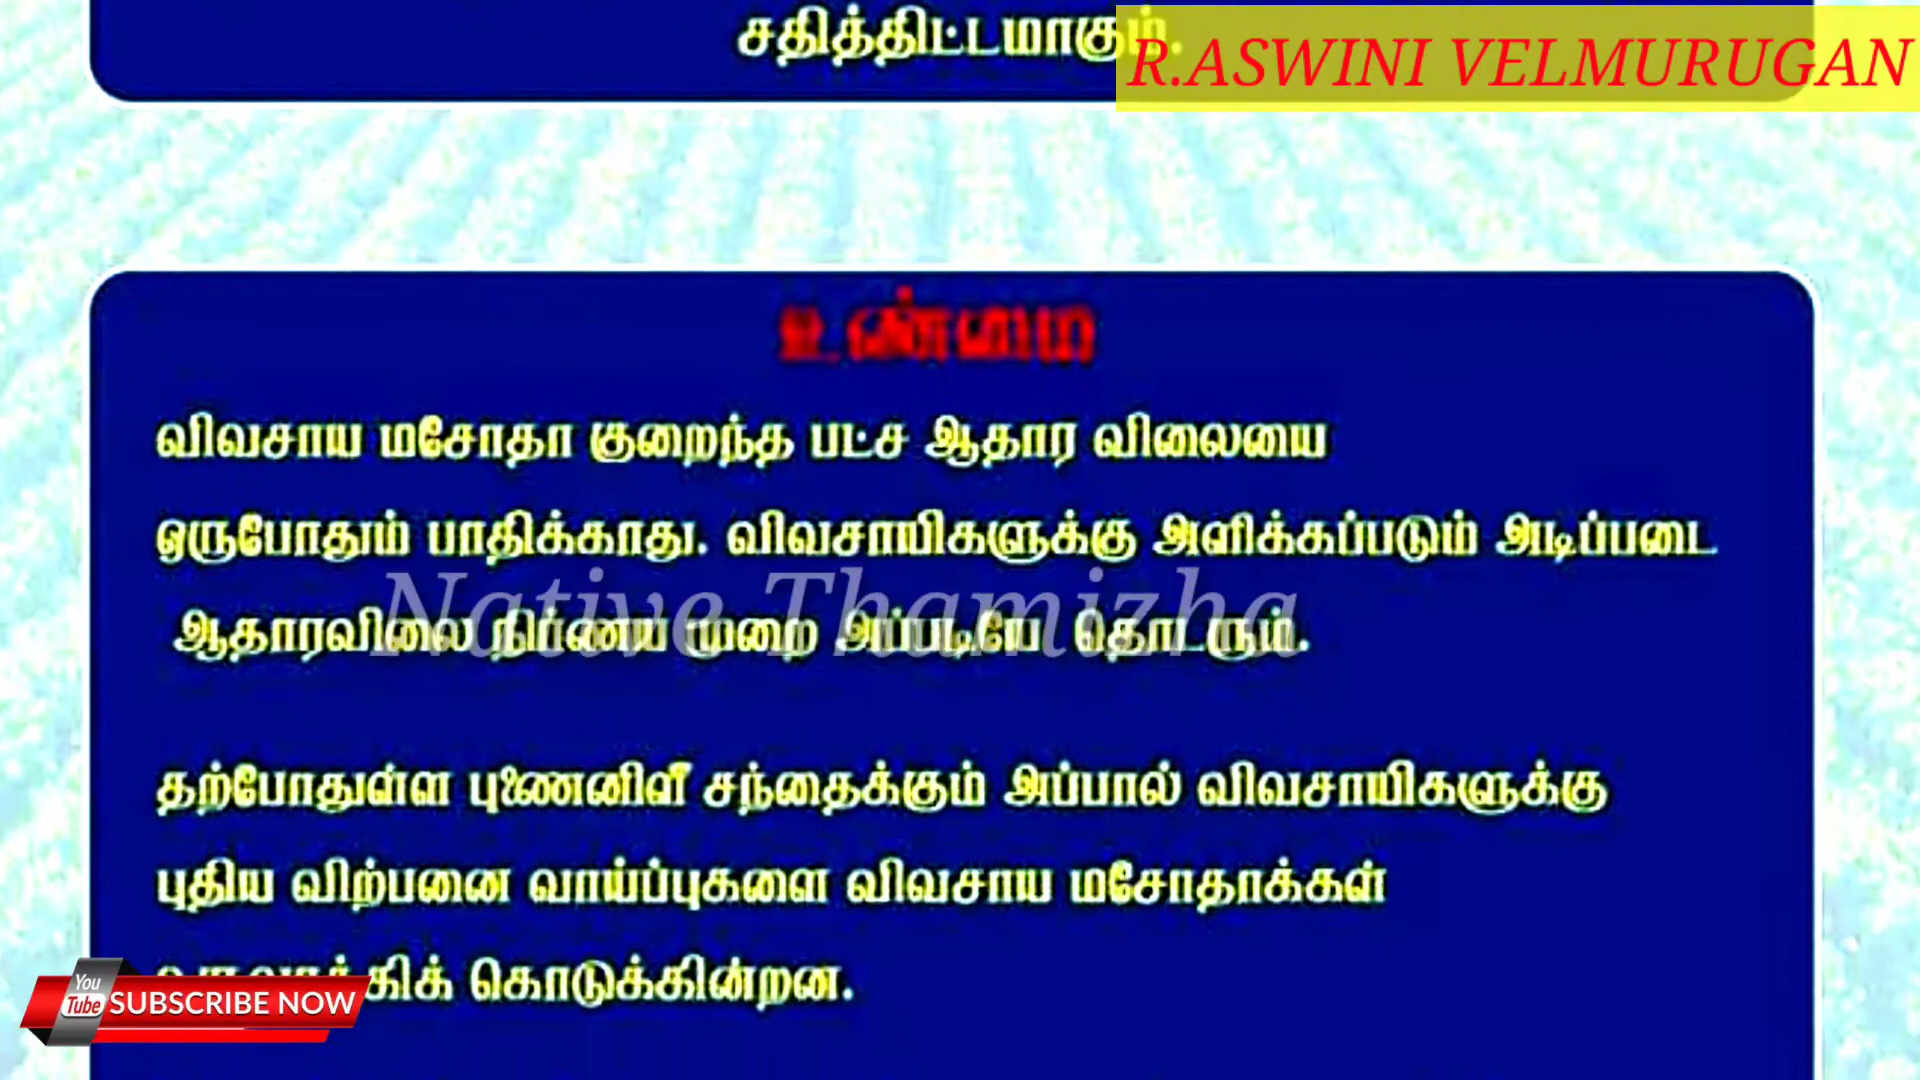 சதித்திட்டமாகும்.
R.ASWINI VELMURUGAN
உண்மை
விவசாய மசோதா குறைந்த பட்ச ஆதார விலையை
ஒருபோதும் பாதிக்காது. விவசாயிகளுக்கு அளிக்கப்படும் அடிப்படை
Native Thamizha
ஆதாரவிலை நிர்ணய முறை அப்படியே தொடரும்.
தற்போதுள்ள புணைனிளீ சந்தைக்கும் அப்பால் விவசாயிகளுக்கு
புதிய விற்பனை வாய்ப்புகளை விவசாய மசோதாக்கள்
கொடுக்கின்றன.
You
Tube SUBSCRIBE NOW